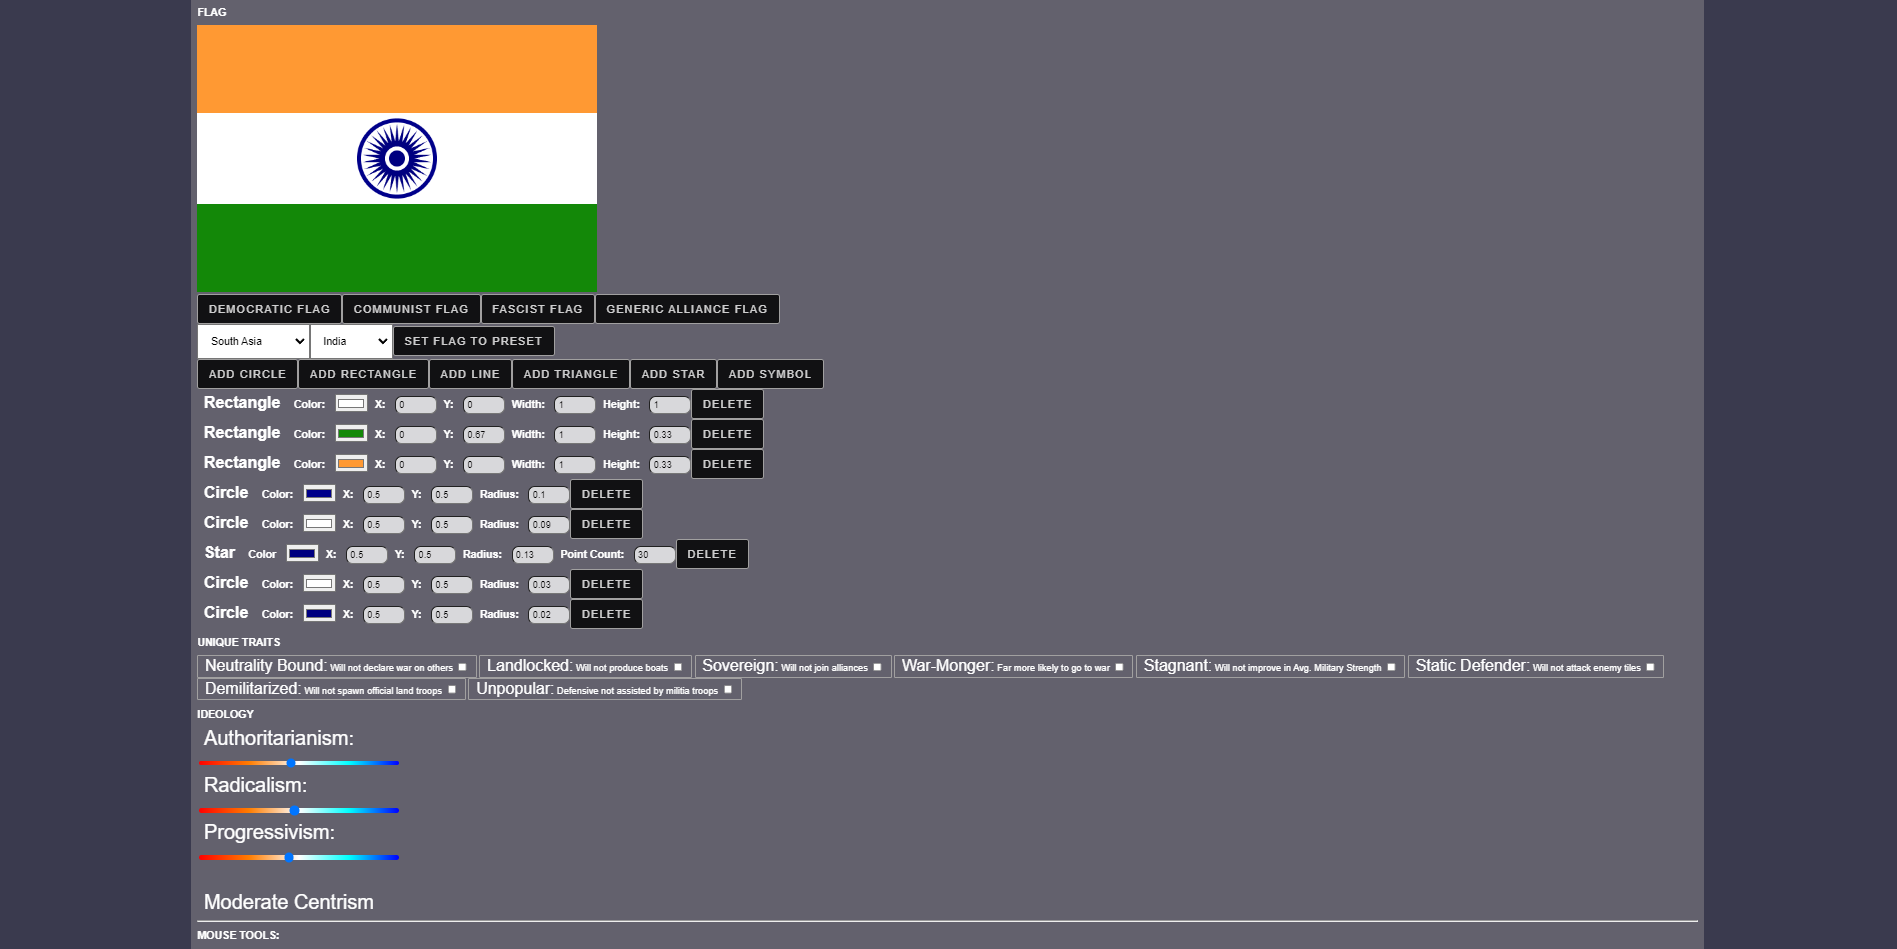 FLAG
DEMOCRATIC FLAG COMMUNIST FLAG FASCIST FLAG GENERIC ALLIANCE FLAG
South Asia India SET FLAG TO PRESET
ADD CIRCLE ADD RECTANGLE ADD LINE ADD TRIANGLE ADD STAR ADD SYMBOL
Rectangle Color: X: 0 Y: 0 Width: 1 Height: 1 DELETE
Rectangle Color: X: 0 Y: 0.67 Width: 1 Height: 0.33 DELETE
Rectangle Color: X: 0 Y: 0 Width: 1 Height: 0.33 DELETE
Circle Color: X: 0.5 Y: 0.5 Radius: 0.1 DELETE
Circle Color: X: 0.5 Y: 0.5 Radius: 0.09 DELETE
Star Color X: 0.5 Y: 0.5 Radius: 0.13 Point Count: 30 DELETE
Circle Color: X: 0.5 Y: 0.5 Radius: 0.03 DELETE
Circle Color: X: 0.5 Y: 0.5 Radius: 0.02 DELETE
UNIQUE TRAITS
Neutrality Bound: Will not declare war on others Landlocked: Will not produce boats Sovereign: Will not join alliances War-Monger: Far more likely to go to war Stagnant: Will not improve in Avg. Military Strength Static Defender: Will not attack enemy tiles
Demilitarized: Will not spawn official land troops Unpopular: Defensive not assisted by militia troops
IDEOLOGY
Authoritarianism:
Radicalism:
Progressivism:
Moderate Centrism
MOUSE TOOLS: